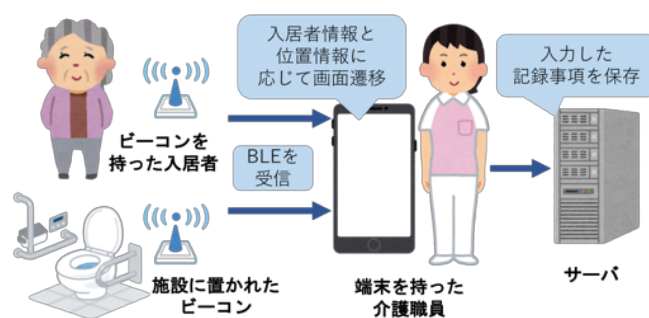 入居者情報と
位置情報に
応じて画面遷移
入力した
記録事項を保存
ビーコンを
持った入居者
BLEを
受信
施設に置かれた
ビーコン
端末を持った
介護職員
サーバ